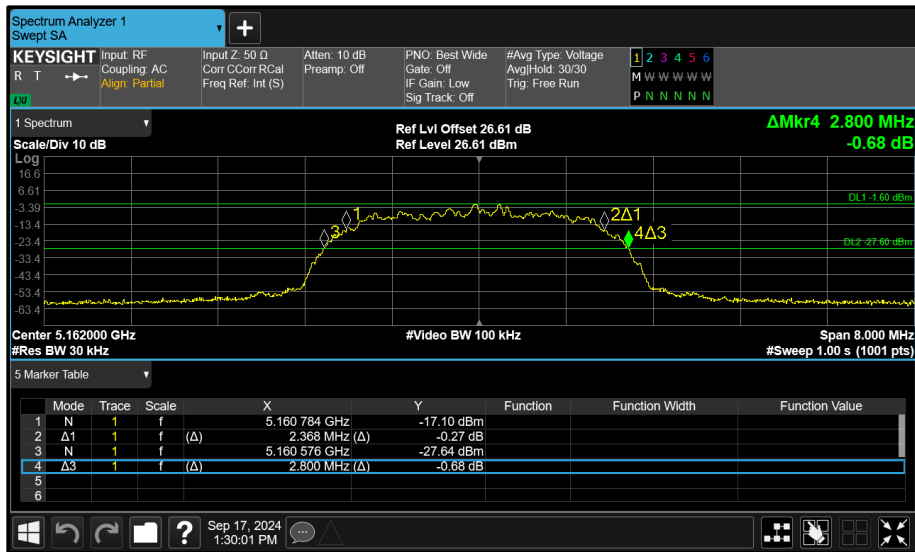 Spectrum Analyzer 1
Swept SA
+
KEYSIGHT Input: RF Input Z: 50 Ω Atten: 10 dB PNO: Best Wide #Avg Type: Voltage 1 2 3 4 5 6
R T Coupling: AC Corr CCorr RCal Preamp: Off Gate: Off Avg|Hold: 30/30 M W W W W W
Align: Partial Freq Ref: Int (S) IF Gain: Low Trig: Free Run
LXI Sig Track: Off P N N N N N
1 Spectrum Ref Lvl Offset 26.61 dB ΔMkr4 2.800 MHz
Scale/Div 10 dB Ref Level 26.61 dBm -0.68 dB
Log
16.6
6.61
DL1 -1.60 dBm
-3.39
1 2Δ1
-13.4
3 4Δ3
-23.4 DL2 -27.60 dBm
-33.4
-43.4
-53.4
-63.4
Center 5.162000 GHz #Video BW 100 kHz Span 8.000 MHz
#Res BW 30 kHz #Sweep 1.00 s (1001 pts)
5 Marker Table
Mode Trace Scale X Y Function Function Width Function Value
1 N 1 f 5.160 784 GHz -17.10 dBm
2 Δ1 1 f (Δ) 2.368 MHz (Δ) -0.27 dB
3 N 1 f 5.160 576 GHz -27.64 dBm
4 Δ3 1 f (Δ) 2.800 MHz (Δ) -0.68 dB
5
6
? Sep 17, 2024
1:30:01 PM